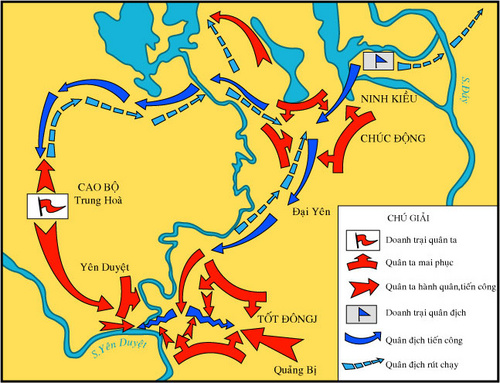 NINH KIỀU
S.Đáy
CHÚC ĐỘNG
CAO BỘ
Trung Hoà
Đại Yên
Yên Duyệt
TỐT ĐÔNGJ
S.Yên Duyệt
Quảng Bị
CHÚ GIẢI
Doanh trại quân ta
Quân ta mai phục
Quân ta hành quân,tiến công
Doanh trại quân địch
Quân địch tiến công
Quân địch rút chạy